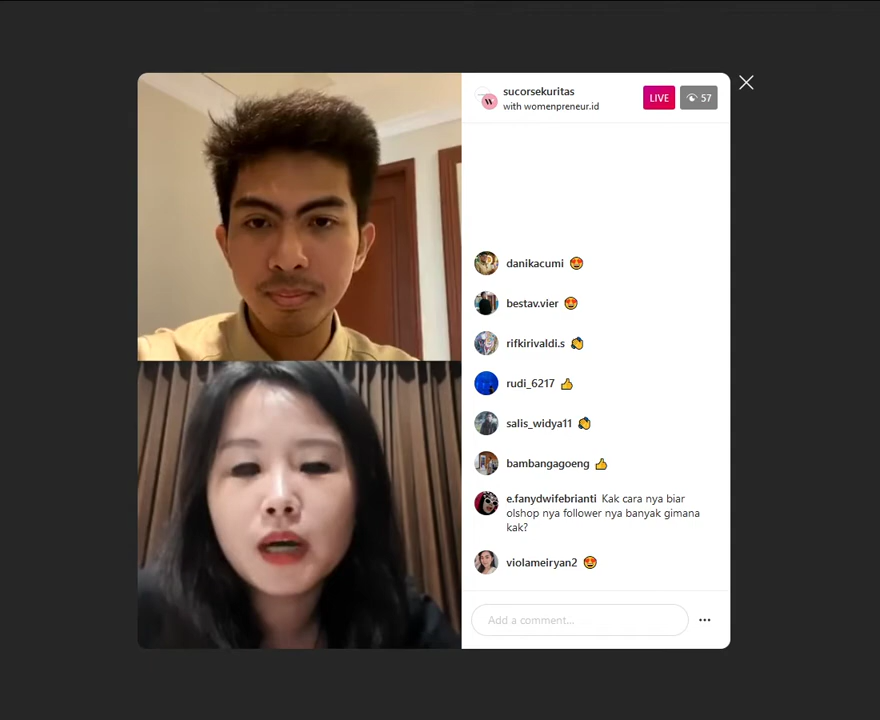 sucorsekuritas
with womenpreneur.id
LIVE
57
danikacumi 😍
bestav.vier 😍
rifkirivaldi.s 👏
rudi_6217 👍
salis_widya11 👏
bambangagoeng 👍
e.fanydwifebrianti Kak cara nya biar
olshop nya follower nya banyak gimana
kak?
violameiryan2 😍
Add a comment...